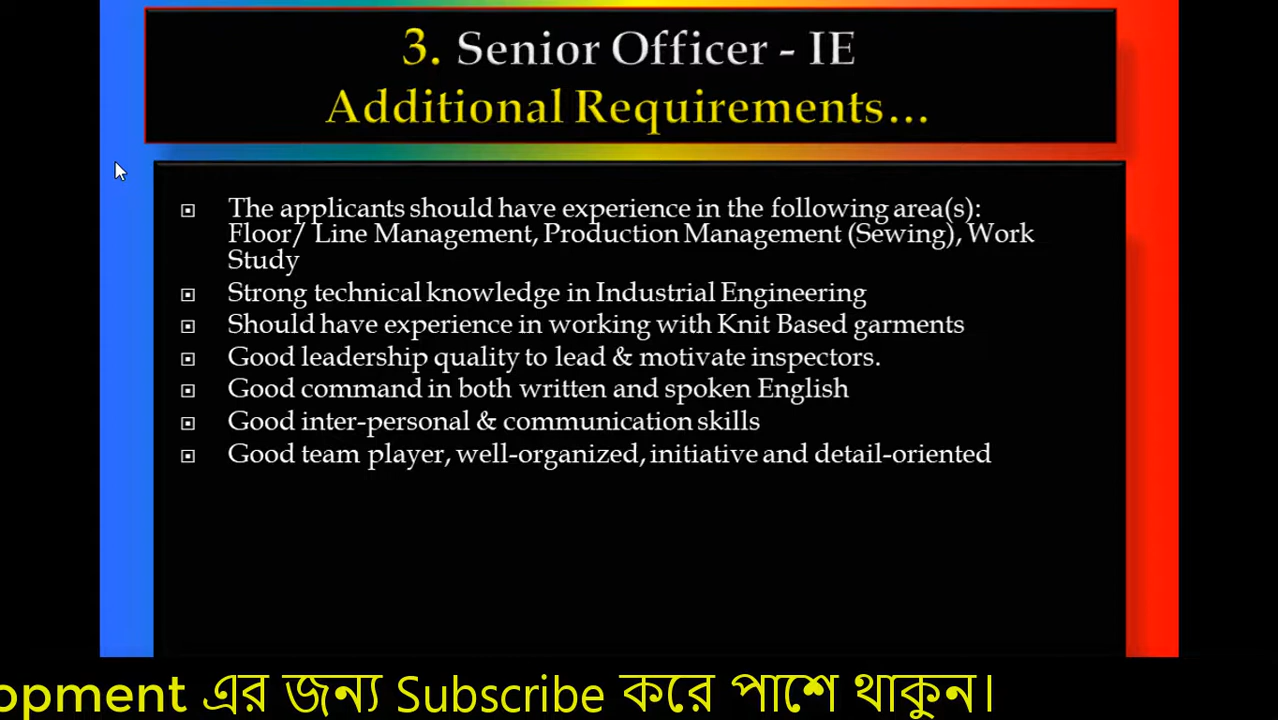 3. Senior Officer - IE
Additional Requirements...
The applicants should have experience in the following area(s):
Floor/ Line Management, Production Management (Sewing), Work
Study
Strong technical knowledge in Industrial Engineering
Should have experience in working with Knit Based garments
Good leadership quality to lead & motivate inspectors.
Good command in both written and spoken English
Good inter-personal & communication skills
Good team player, well-organized, initiative and detail-oriented
opment এর জন্য Subscribe করে পাশে থাকুন।